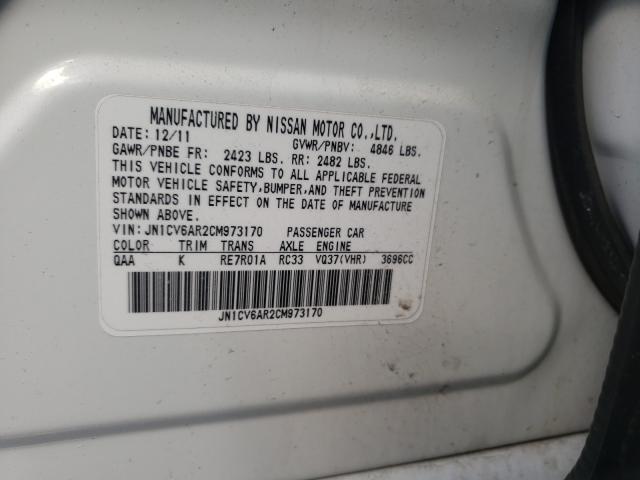 MANUFACTURED BY NISSAN MOTOR CO.,LTD.
DATE: 12/11 GVWR/PNBV: 4846 LBS.
GAWR/PNBE FR: 2423 LBS. RR: 2482 LBS.
THIS VEHICLE CONFORMS TO ALL APPLICABLE FEDERAL
MOTOR VEHICLE SAFETY,BUMPER,AND THEFT PREVENTION
STANDARDS IN EFFECT ON THE DATE OF MANUFACTURE
SHOWN ABOVE.
VIN:JN1CV6AR2CM973170 PASSENGER CAR
COLOR TRIM TRANS AXLE ENGINE
QAA K RE7R01A RC33 VQ37(VHR) 3696CC
JN1CV6AR2CM973170